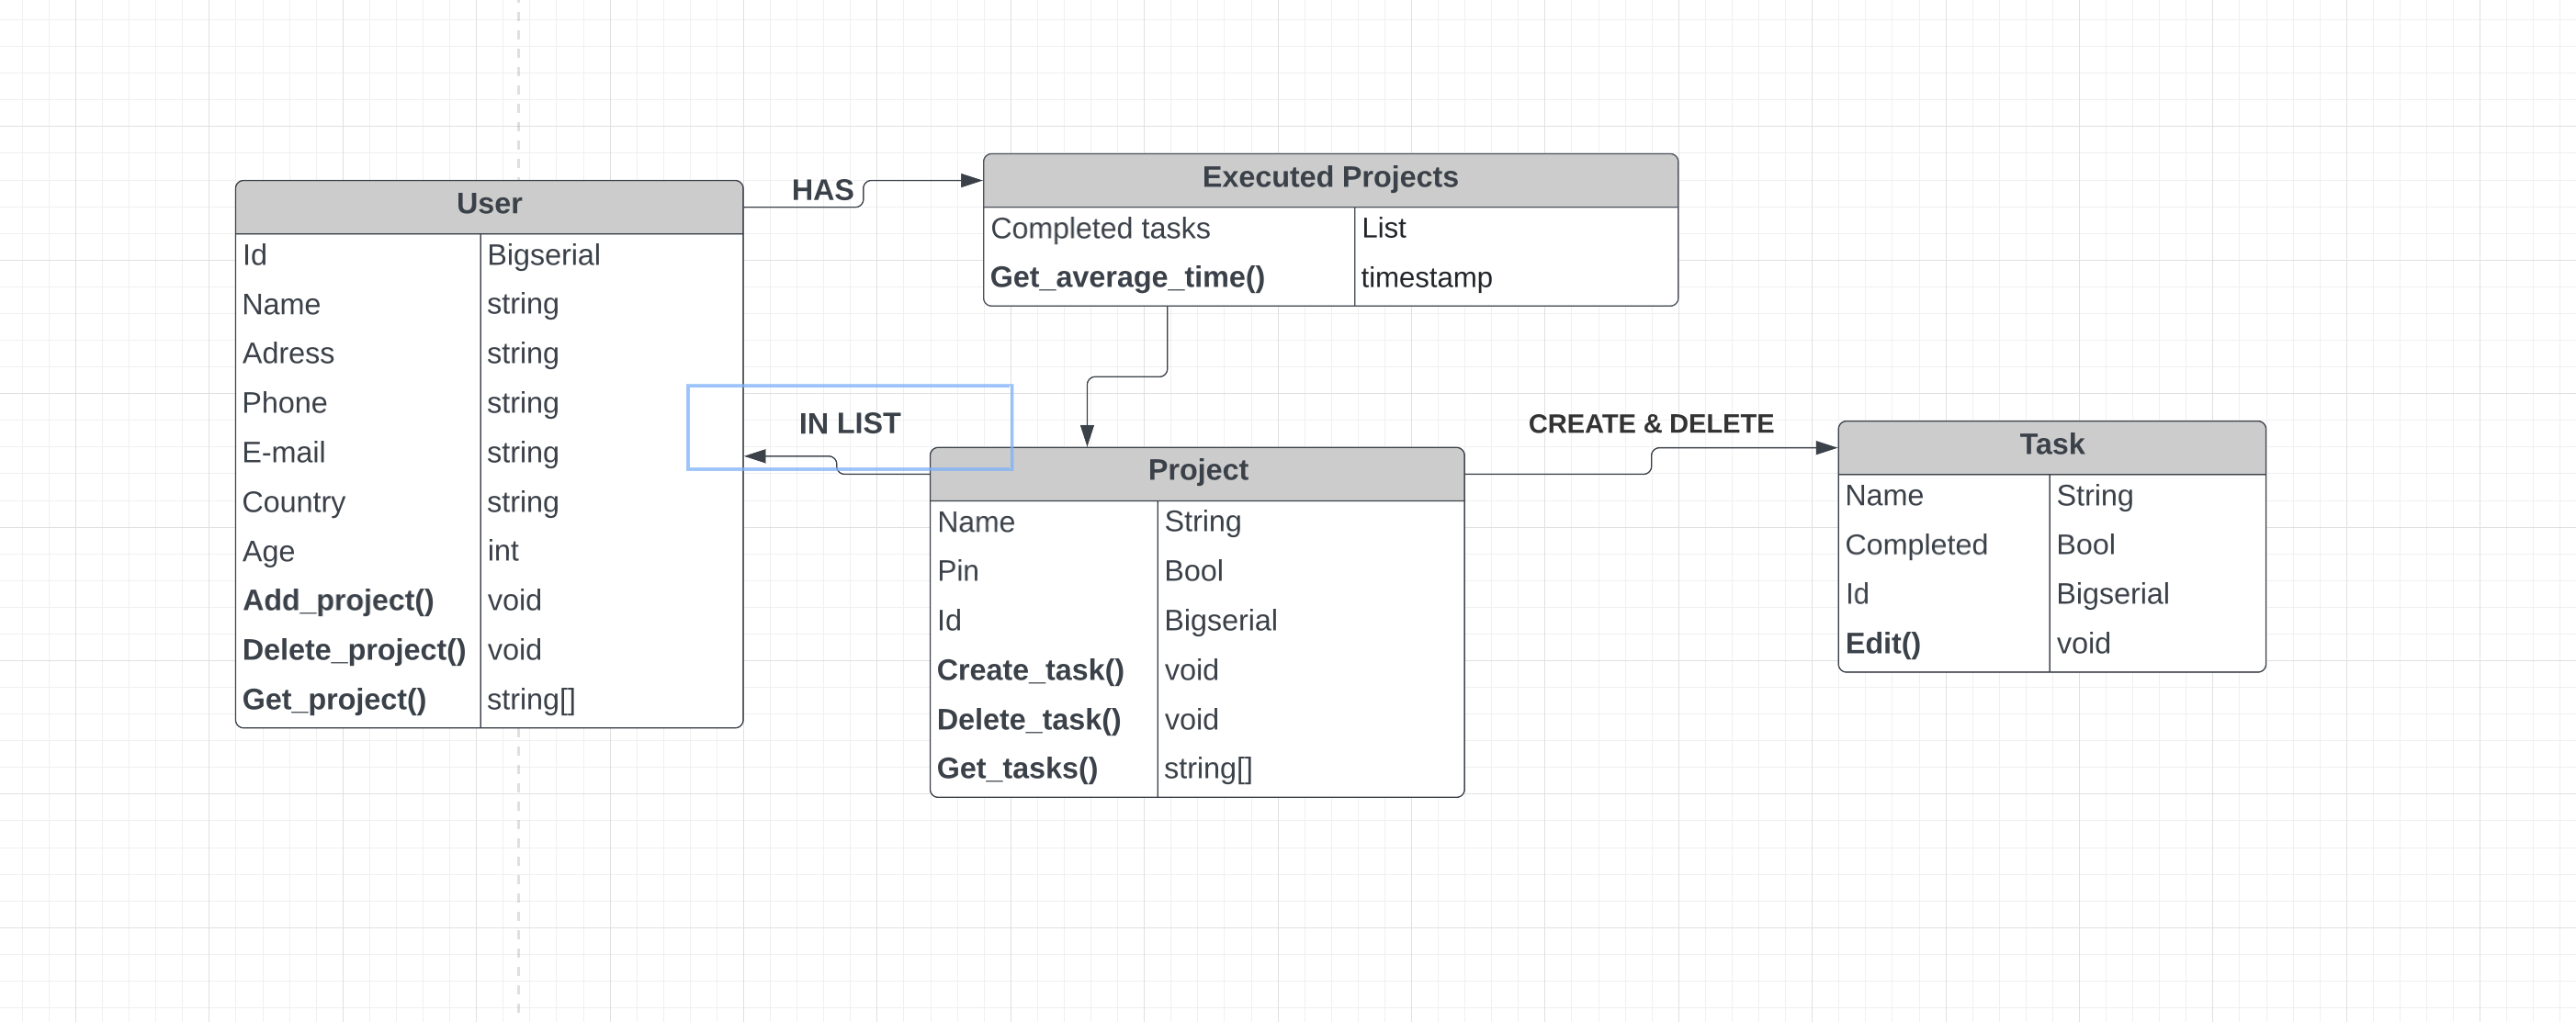 User
Id Bigserial
Name string
Adress string
Phone string
E-mail string
Country string
Age int
Add_project() void
Delete_project() void
Get_project() string[]
HAS
Executed Projects
Completed tasks List
Get_average_time() timestamp
IN LIST
Project
Name String
Pin Bool
Id Bigserial
Create_task() void
Delete_task() void
Get_tasks() string[]
CREATE & DELETE
Task
Name String
Completed Bool
Id Bigserial
Edit() void